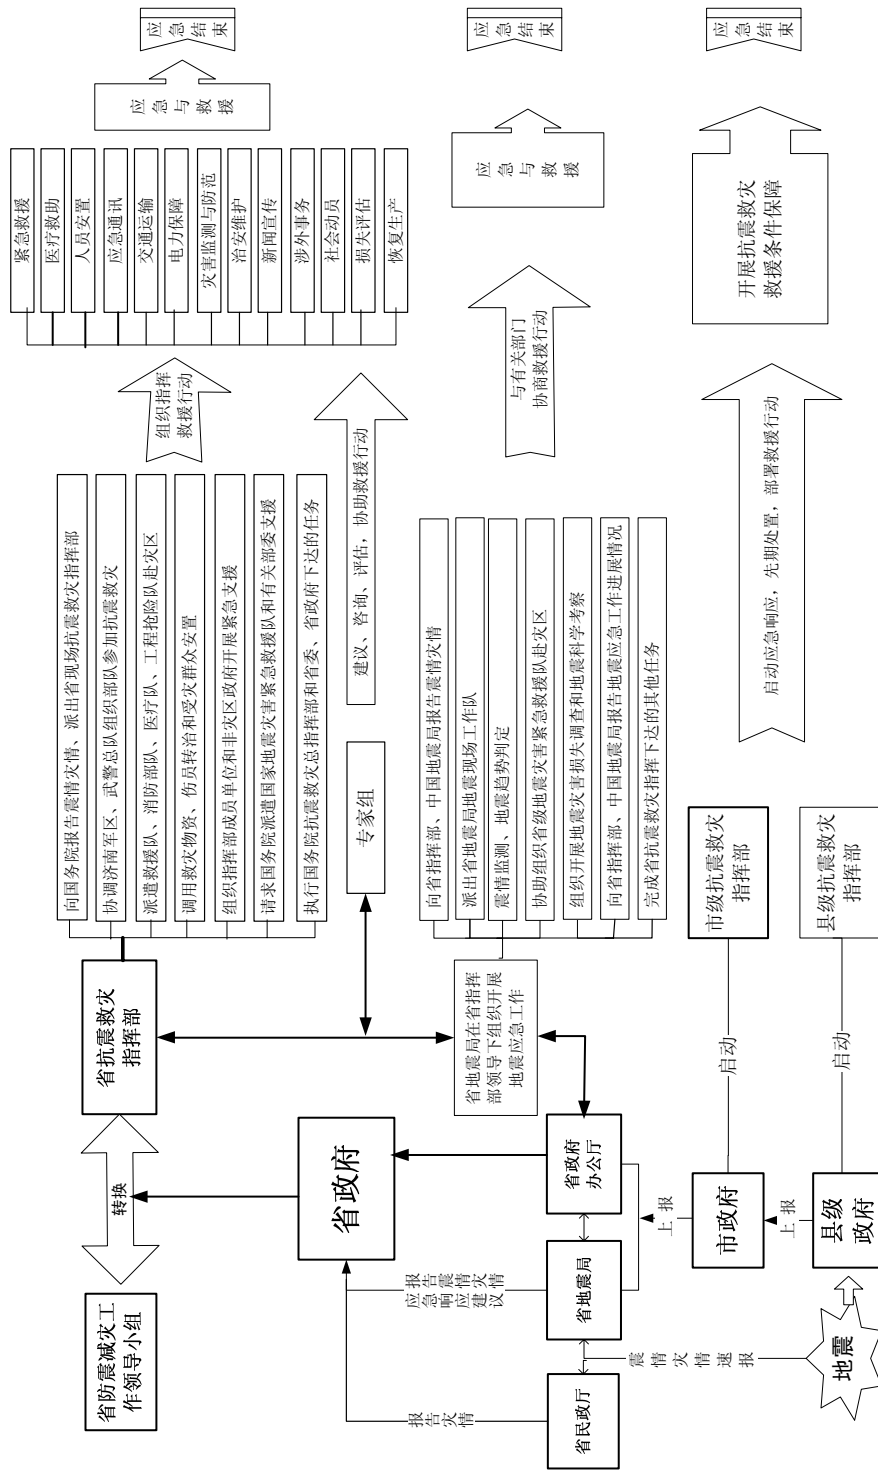 应急结束
应急与救援
紧急救援
医疗救助
人员安置
应急通讯
交通运输
电力保障
灾害监测与防范
治安维护
新闻宣传
涉外事务
社会动员
损失评估
恢复生产
组织指挥
救援行动
建议、咨询、评估，协助救援行动
向国务院报告震情灾情、派出省现场抗震救灾指挥部
协调济南军区、武警总队组织部队参加抗震救灾
派遣救援队、消防部队、医疗队、工程抢险队赴灾区
调用救灾物资、伤员转治和受灾群众安置
组织指挥部成员单位和非灾区政府开展紧急支援
请求国务院派遣国家地震灾害紧急救援队和有关部委支援
执行国务院抗震救灾总指挥部和省委、省政府下达的任务
专家组
省抗震救灾
指挥部
转换
省防震减灾工
作领导小组
应急结束
应急与救援
与有关部门
协商救援行动
向省指挥部、中国地震局报告震情灾情
派出省地震局地震现场工作队
震情监测、地震趋势判定
协助组织省级地震灾害紧急救援队赴灾区
组织开展地震灾害损失调查和地震科学考察
向省指挥部、中国地震局报告地震应急工作进展情况
完成省抗震救灾指挥下达的其他任务
省地震局在省指挥
部领导下组织开展
地震应急工作
省政府
省政府
办公厅
报告震情灾情
应急响应建议
省地震局
报告灾情
省民政厅
应急结束
开展抗震救灾
救援条件保障
启动应急响应，先期处置，部署救援行动
市级抗震救灾
指挥部
启动
市政府
上报
县级抗震救灾
指挥部
启动
县级
政府
上报
震情灾情速报
地震